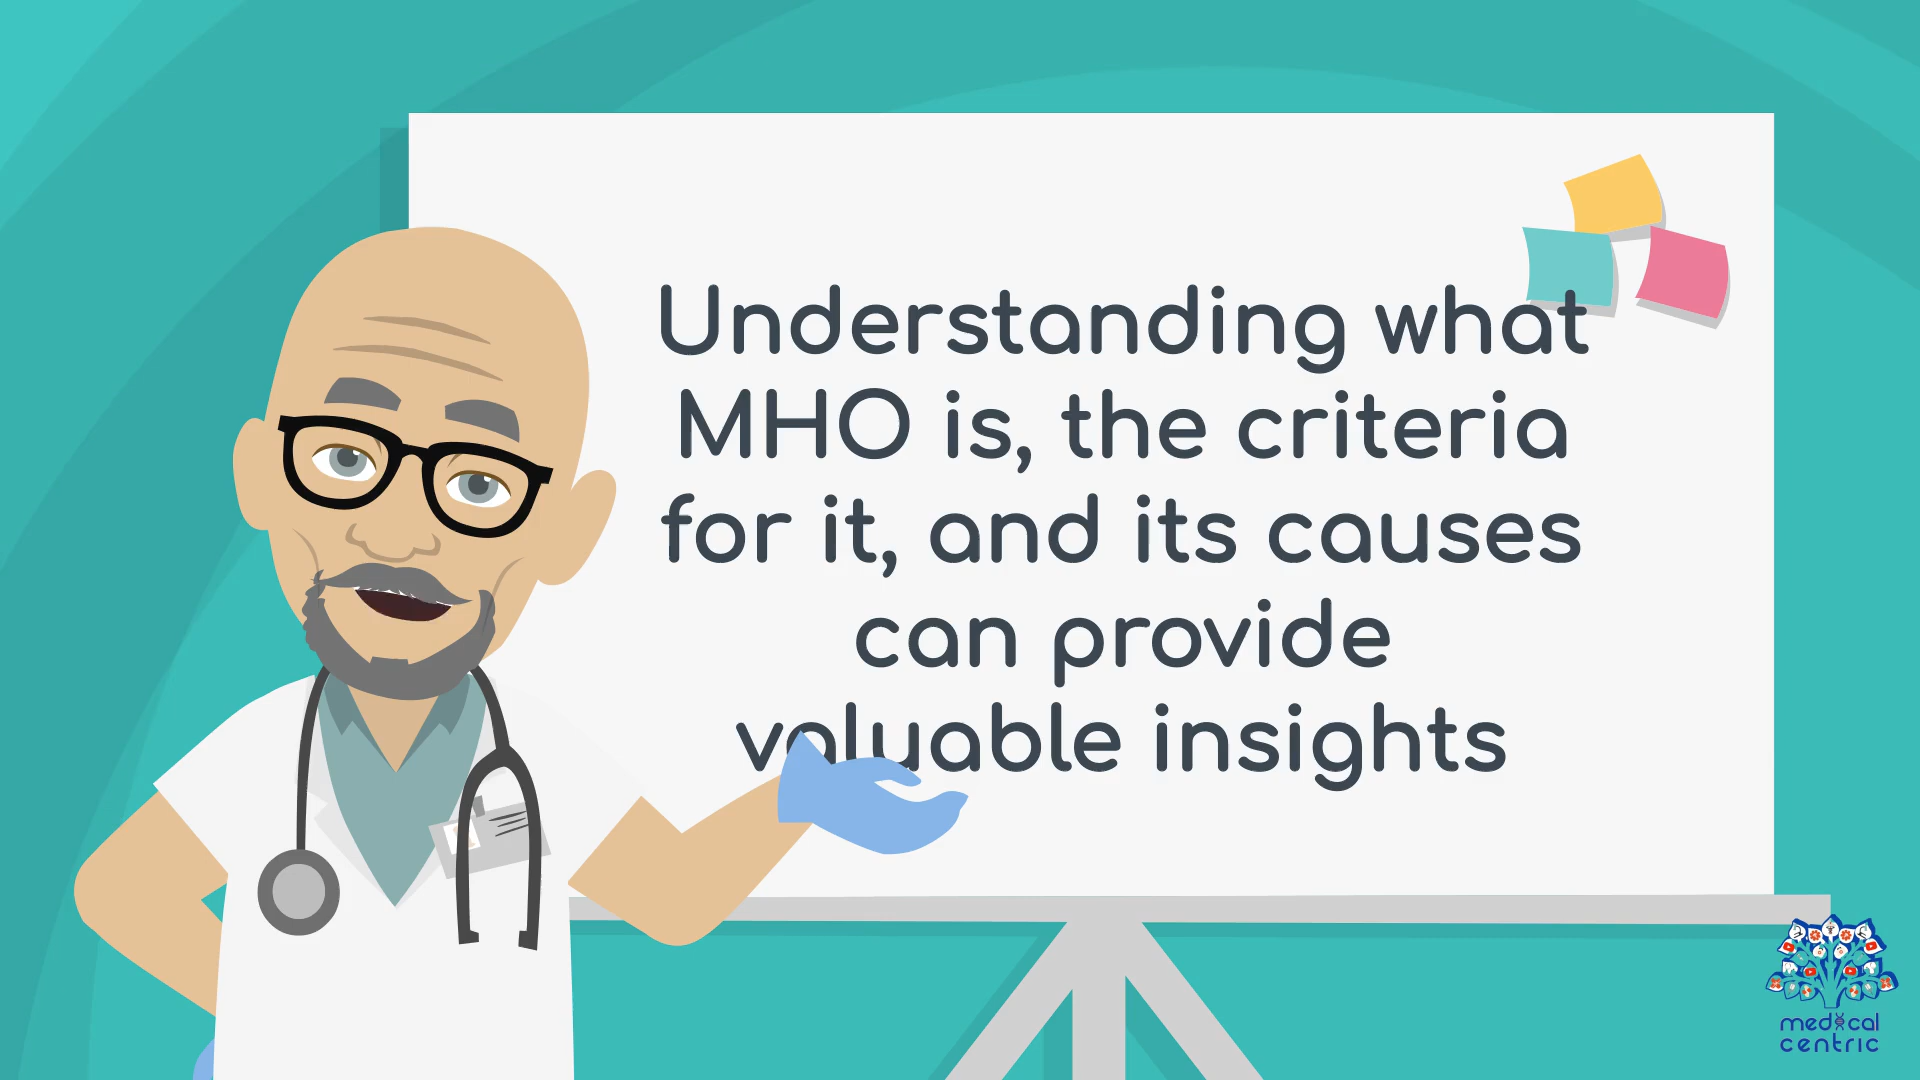 Understanding what
MHO is, the criteria
for it, and its causes
can provide
valuable insights
medical
centric